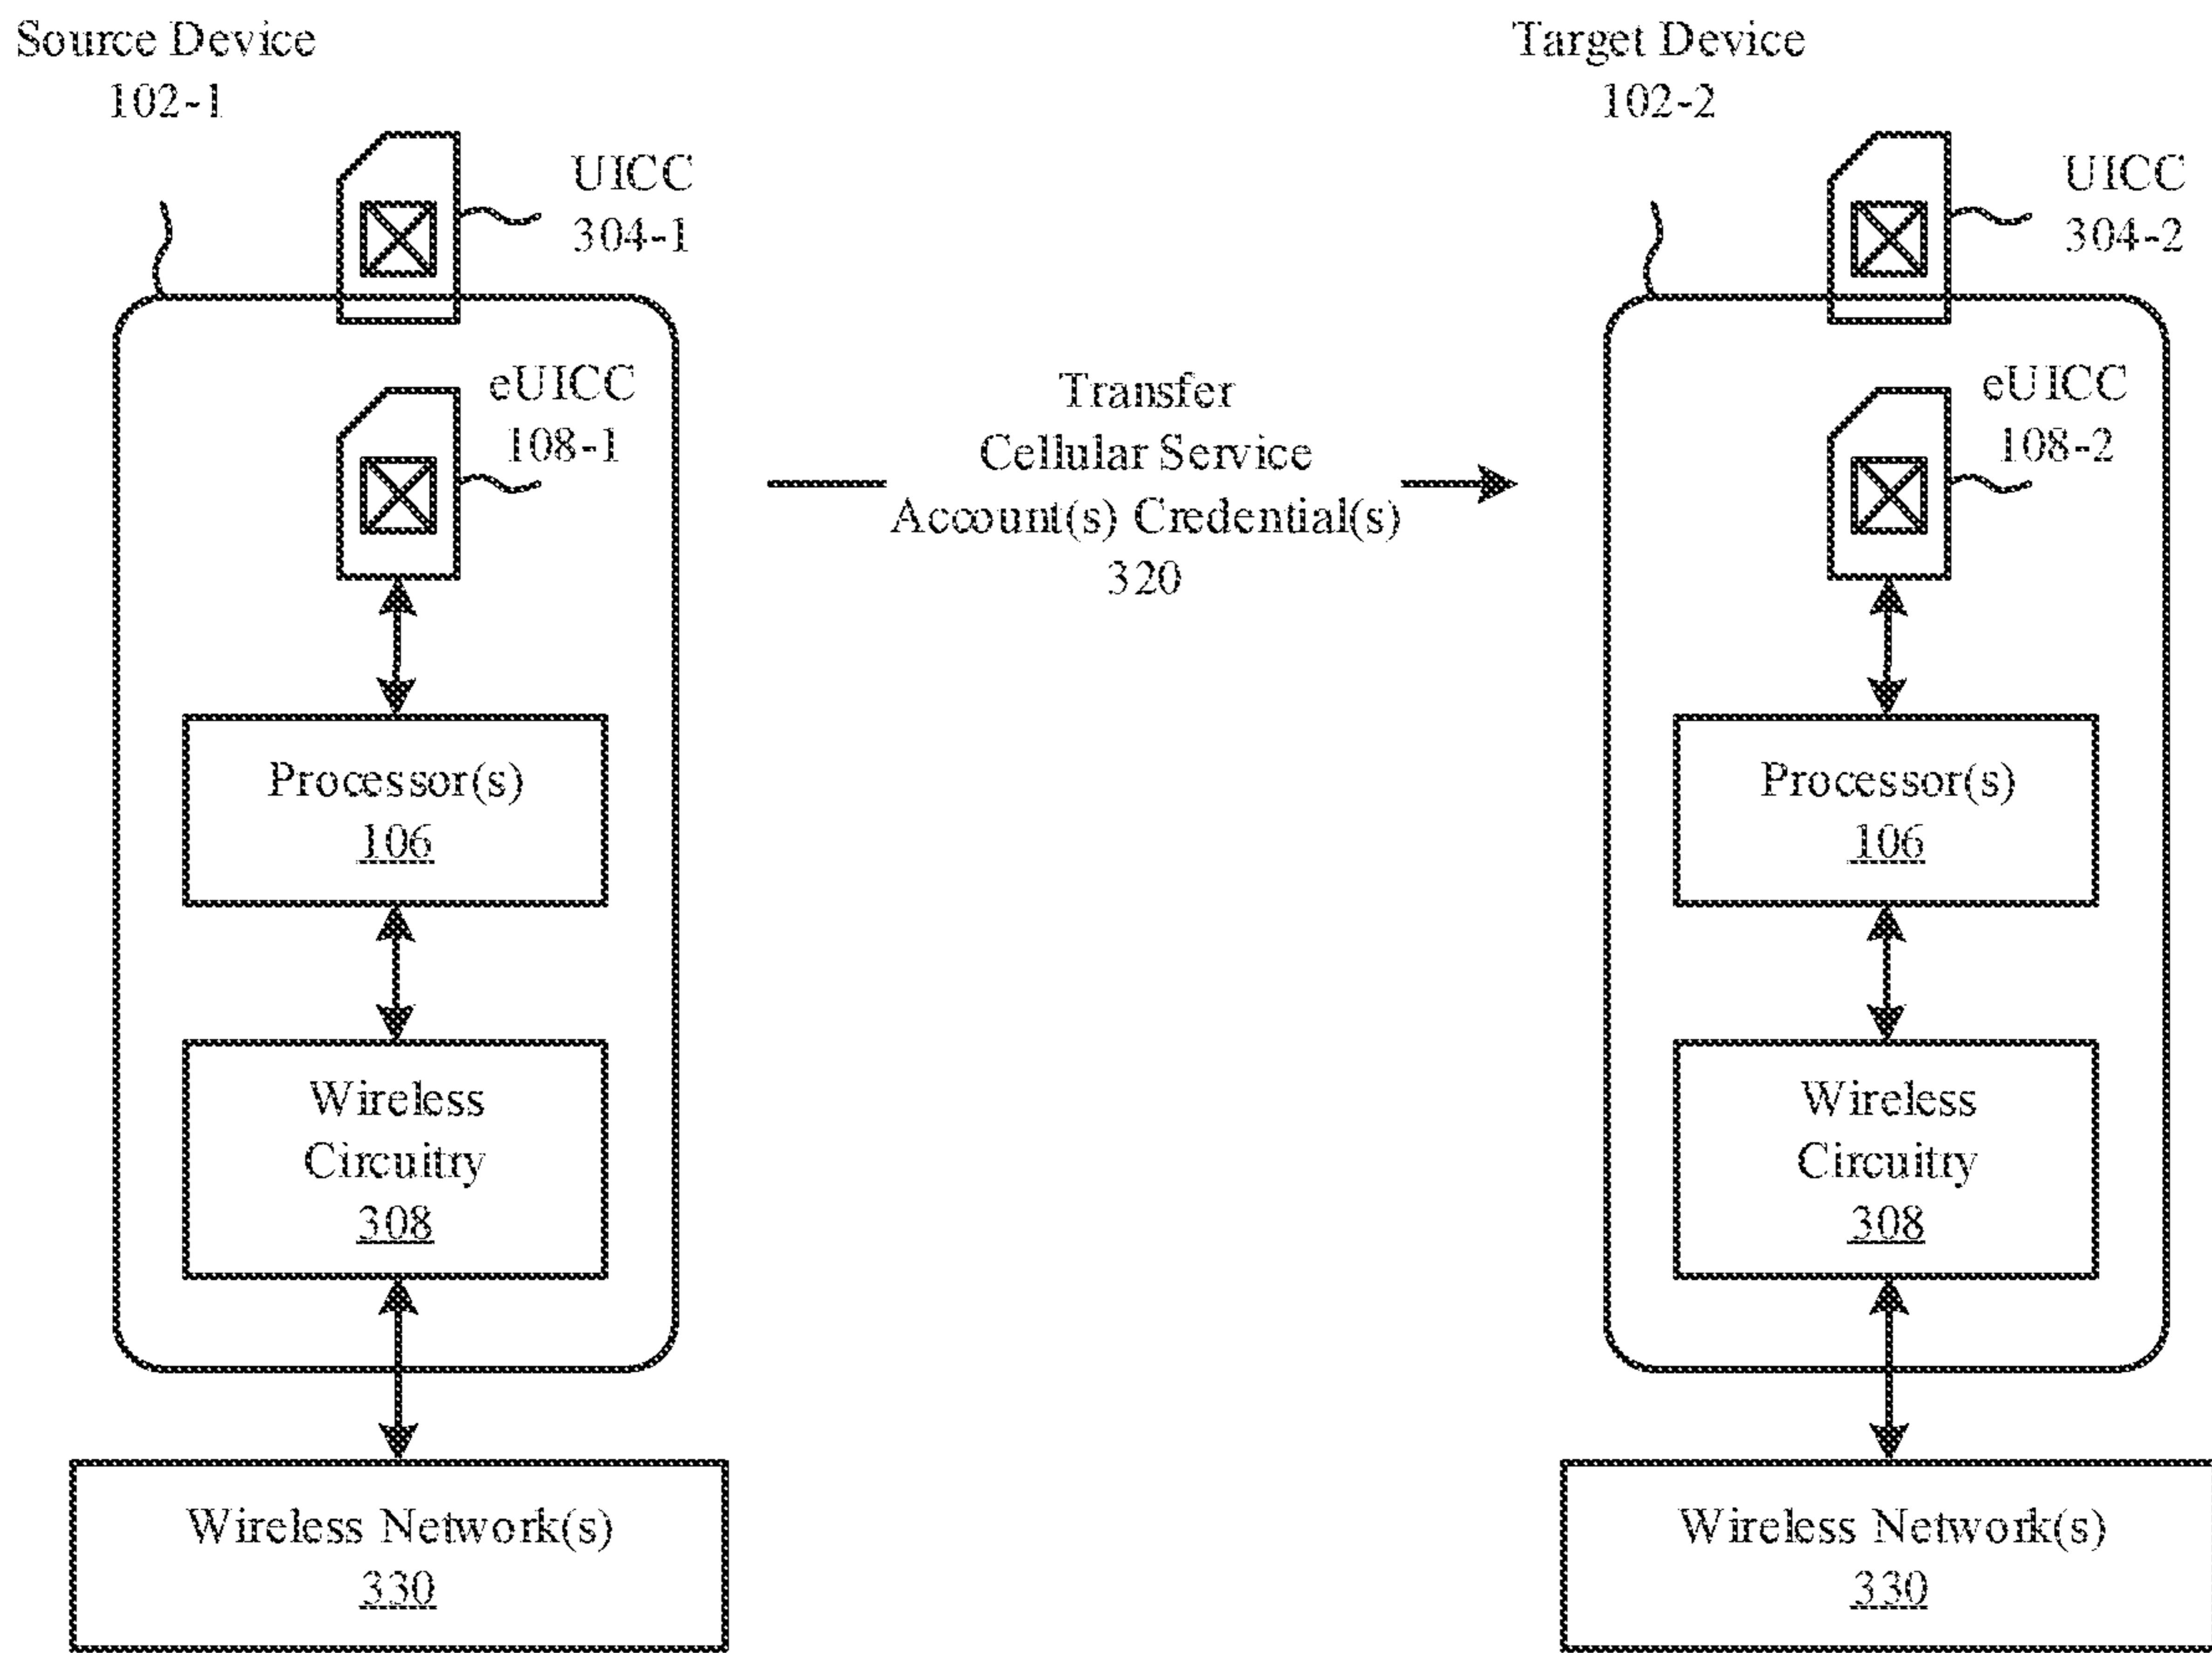 Source Device
102-1
UICC
304-1
eUICC
108-1
Processor(s)
106
Wireless
Circuitry
308
Wireless Network(s)
330
Transfer
Cellular Service
Account(s) Credential(s)
320
Target Device
102-2
UICC
304-2
eUICC
108-2
Processor(s)
106
Wireless
Circuitry
308
Wireless Network(s)
330